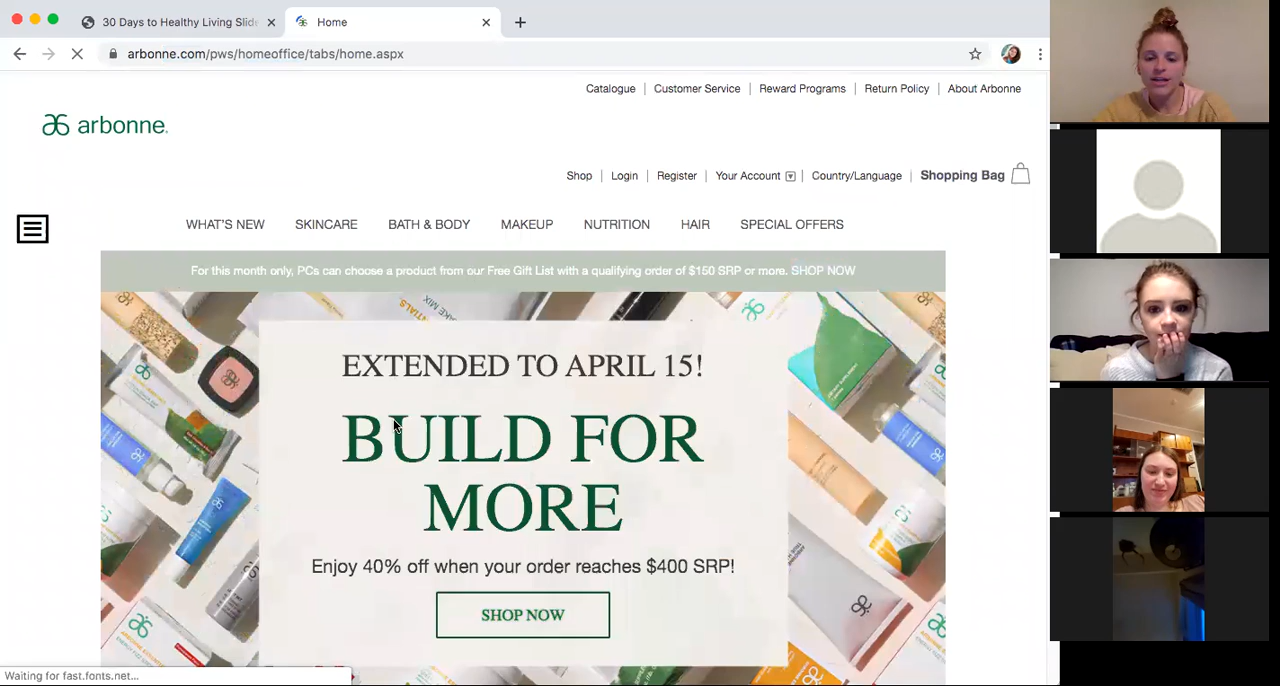 30 Days to Healthy Living Slide
Home
arbonne.com/pws/homeoffice/tabs/home.aspx
Catalogue | Customer Service | Reward Programs | Return Policy | About Arbonne
arbonne.
Shop | Login | Register | Your Account | Country/Language | Shopping Bag
WHAT'S NEW SKINCARE BATH & BODY MAKEUP NUTRITION HAIR SPECIAL OFFERS
For this month only, PCs can choose a product from our Free Gift List with a qualifying order of $150 SRP or more. SHOP NOW
EXTENDED TO APRIL 15!
BUILD FOR
MORE
Enjoy 40% off when your order reaches $400 SRP!
SHOP NOW
Waiting for fast.fonts.net...